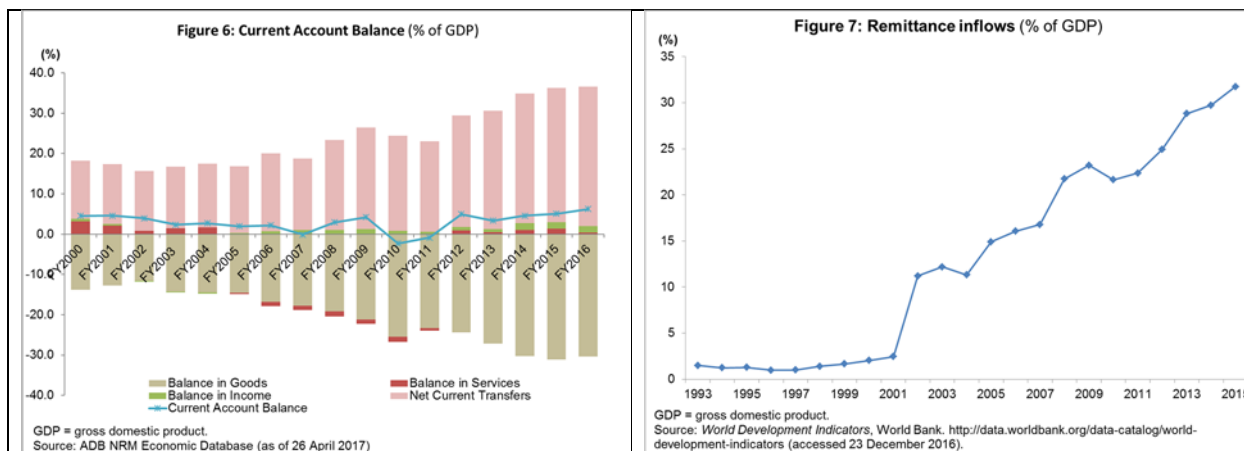 Figure 6: Current Account Balance (% of GDP)
(%)
40.0
30.0
20.0
10.0
0.0
-10.0
-20.0
-30.0
-40.0
FY2000
FY2001
FY2002
FY2003
FY2004
FY2005
FY2006
FY2007
FY2008
FY2009
FY2010
FY2011
FY2012
FY2013
FY2014
FY2015
FY2016
Balance in Goods
Balance in Services
Balance in Income
Net Current Transfers
Current Account Balance
GDP = gross domestic product.
Source: ADB NRM Economic Database (as of 26 April 2017)
Figure 7: Remittance inflows (% of GDP)
(%)
35
30
25
20
15
10
5
0
1993 1995 1997 1999 2001 2003 2005 2007 2009 2011 2013 2015
GDP = gross domestic product.
Source: World Development Indicators, World Bank. http://data.worldbank.org/data-catalog/world-
development-indicators (accessed 23 December 2016).